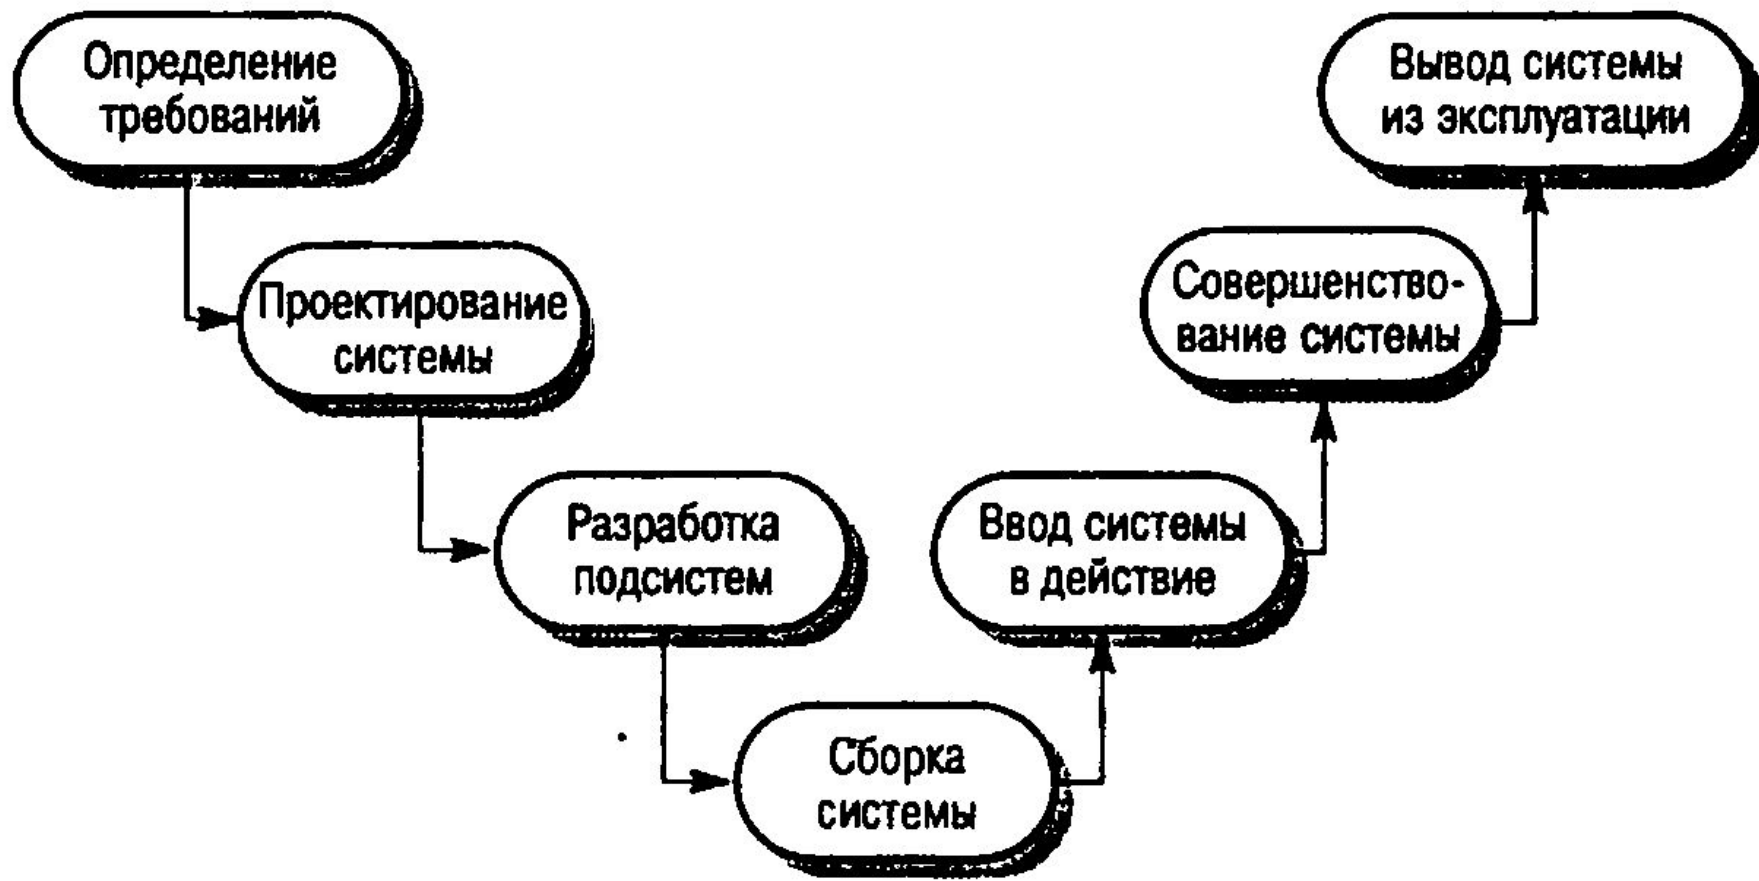 Определение
требований
Проектирование
системы
Разработка
подсистем
Сборка
системы
Ввод системы
в действие
Совершенство-
вание системы
Вывод системы
из эксплуатации